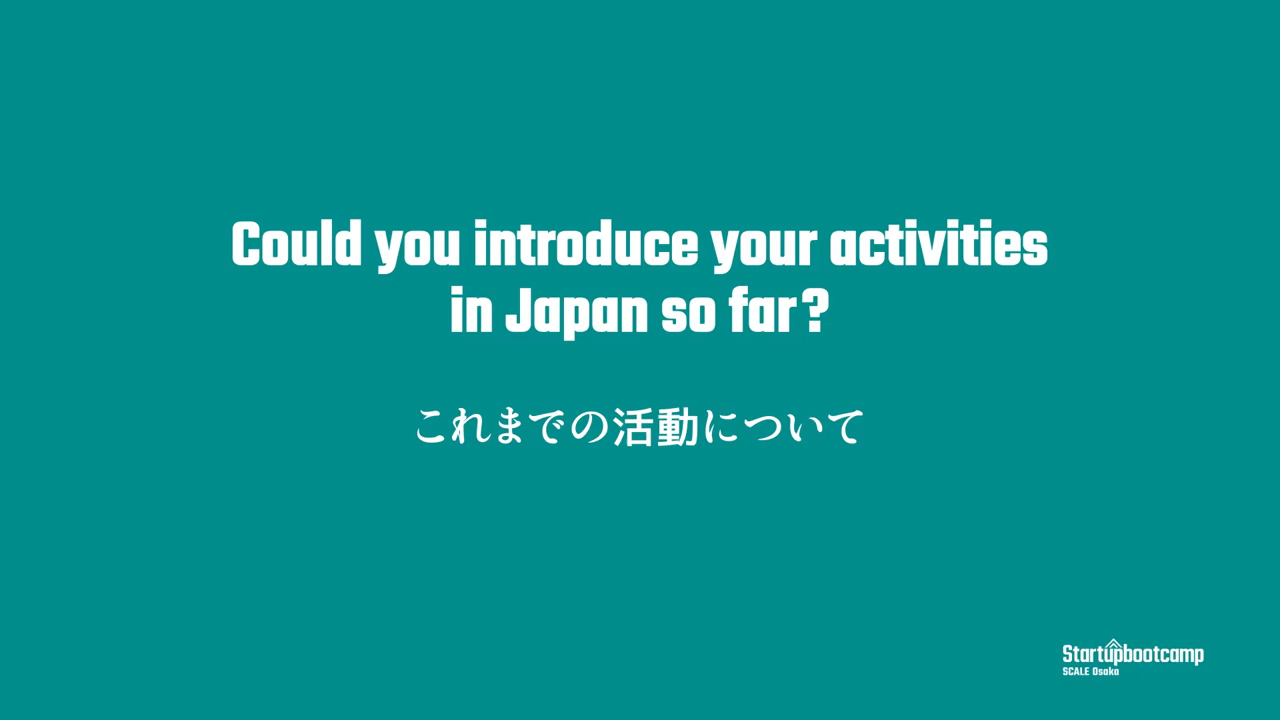 Could you introduce your activities
in Japan so far?
これまでの活動について
Startupbootcamp
SCALE Osaka